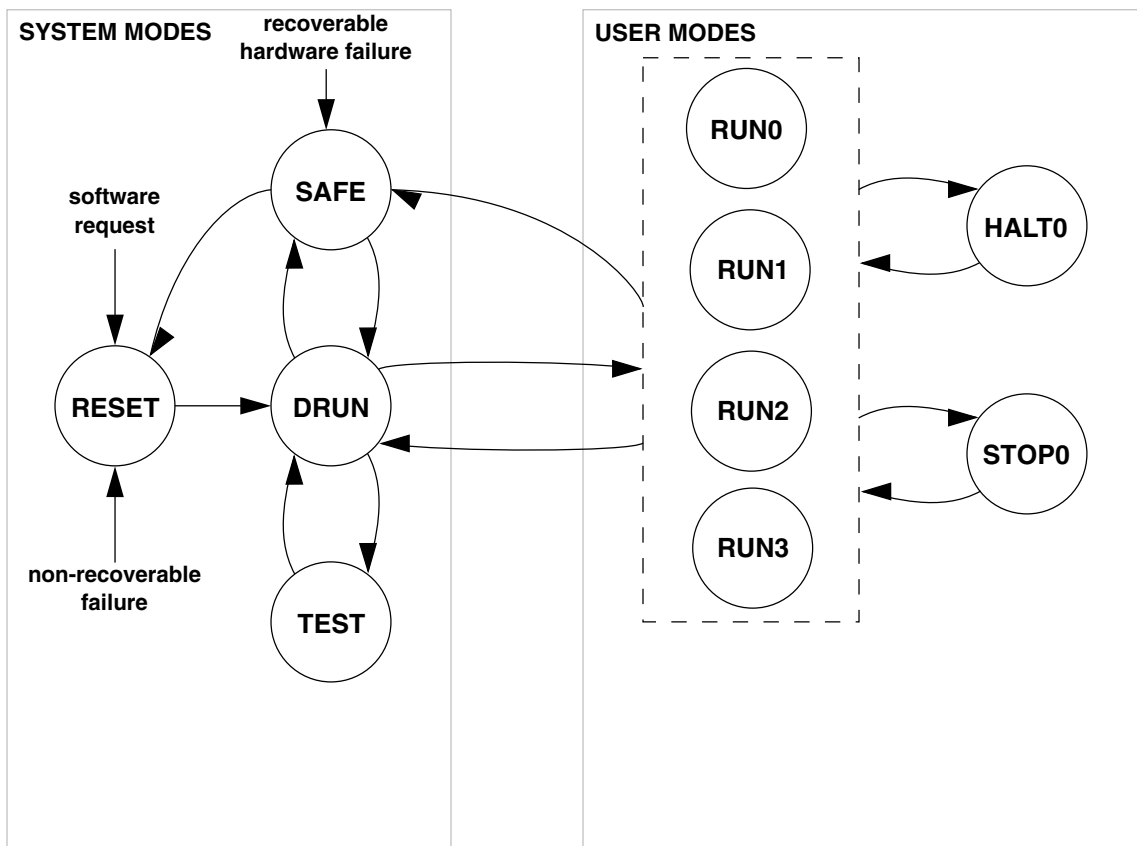 SYSTEM MODES
recoverable
hardware failure
SAFE
software
request
RESET
DRUN
non-recoverable
failure
TEST
USER MODES
RUN0
RUN1
RUN2
RUN3
HALT0
STOP0